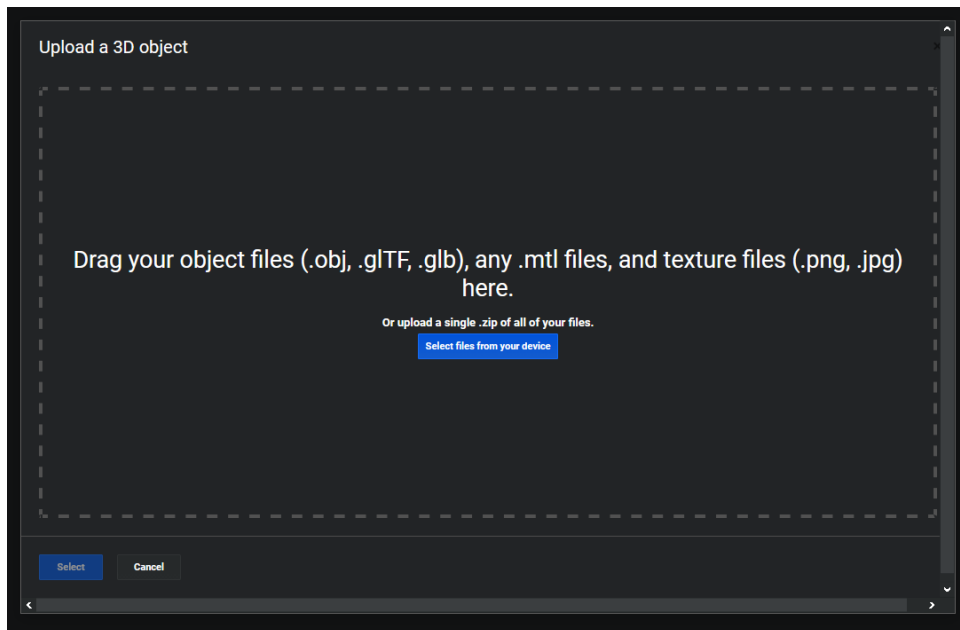 Upload a 3D object
Drag your object files (.obj, .glTF, .glb), any .mtl files, and texture files (.png, .jpg)
here.
Or upload a single .zip of all of your files.
Select files from your device
Select
Cancel